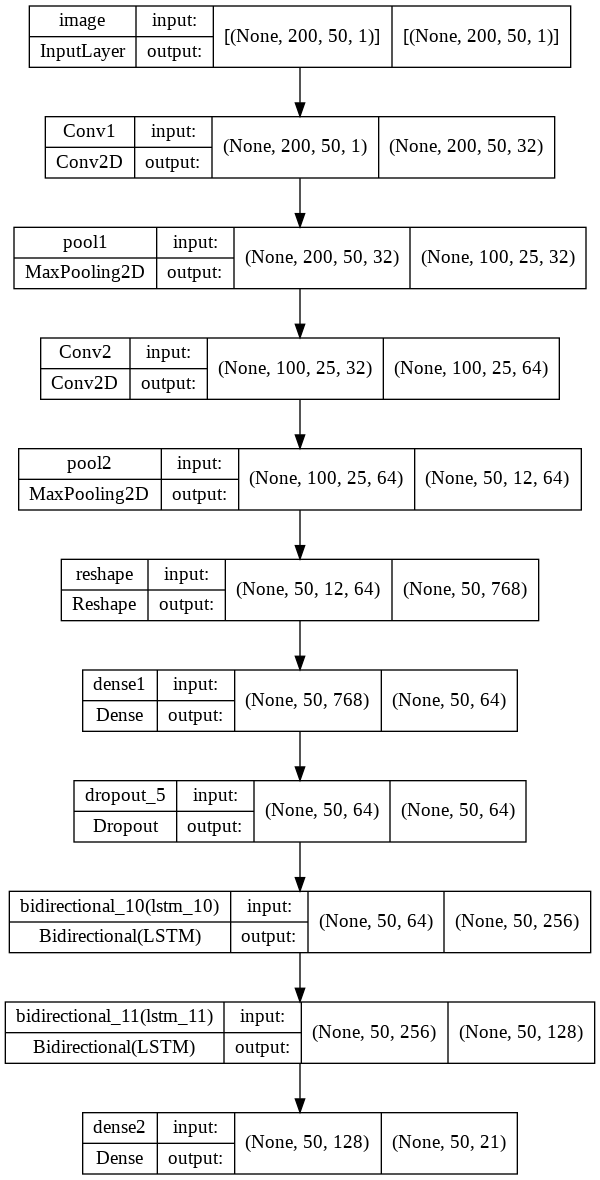 image input: [(None, 200, 50, 1)] [(None, 200, 50, 1)]
InputLayer output:
Conv1 input: (None, 200, 50, 1) (None, 200, 50, 32)
Conv2D output:
pool1 input: (None, 200, 50, 32) (None, 100, 25, 32)
MaxPooling2D output:
Conv2 input: (None, 100, 25, 32) (None, 100, 25, 64)
Conv2D output:
pool2 input: (None, 100, 25, 64) (None, 50, 12, 64)
MaxPooling2D output:
reshape input: (None, 50, 12, 64) (None, 50, 768)
Reshape output:
dense1 input: (None, 50, 768) (None, 50, 64)
Dense output:
dropout_5 input: (None, 50, 64) (None, 50, 64)
Dropout output:
bidirectional_10(lstm_10) input: (None, 50, 64) (None, 50, 256)
Bidirectional(LSTM) output:
bidirectional_11(lstm_11) input: (None, 50, 256) (None, 50, 128)
Bidirectional(LSTM) output:
dense2 input: (None, 50, 128) (None, 50, 21)
Dense output: